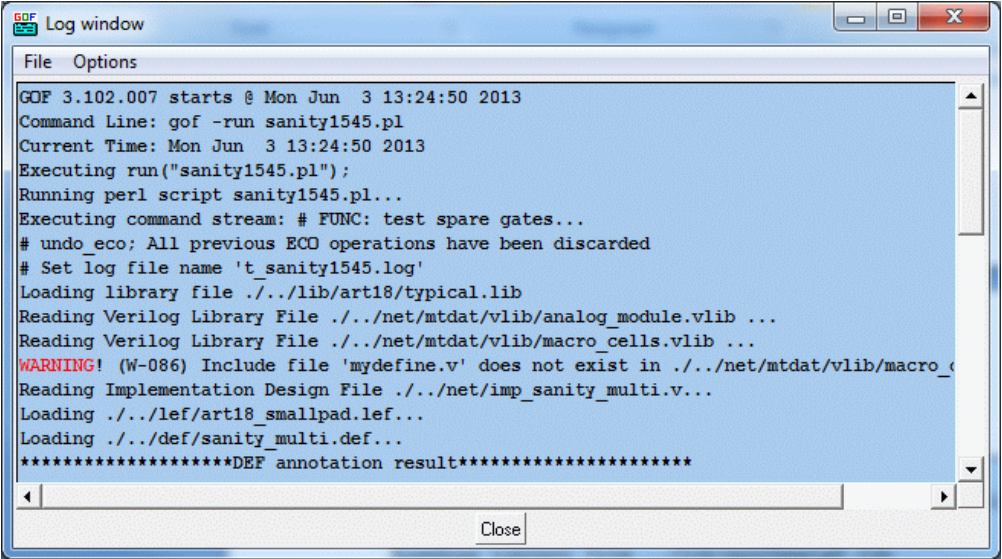 GOF Log window
File Options
GOF 3.102.007 starts @ Mon Jun  3 13:24:50 2013
Command Line: gof -run sanity1545.pl
Current Time: Mon Jun  3 13:24:50 2013
Executing run("sanity1545.pl");
Running perl script sanity1545.pl...
Executing command stream: # FUNC: test spare gates...
# undo_eco; All previous ECO operations have been discarded
# Set log file name 't_sanity1545.log'
Loading library file ./../lib/art18/typical.lib
Reading Verilog Library File ./../net/mtdat/vlib/analog_module.vlib ...
Reading Verilog Library File ./../net/mtdat/vlib/macro_cells.vlib ...
WARNING! (W-086) Include file 'mydefine.v' does not exist in ./../net/mtdat/vlib/macro_
Reading Implementation Design File ./../net/imp_sanity_multi.v...
Loading ./../lef/art18_smallpad.lef...
Loading ./../def/sanity_multi.def...
********************DEF annotation result**********************
Close